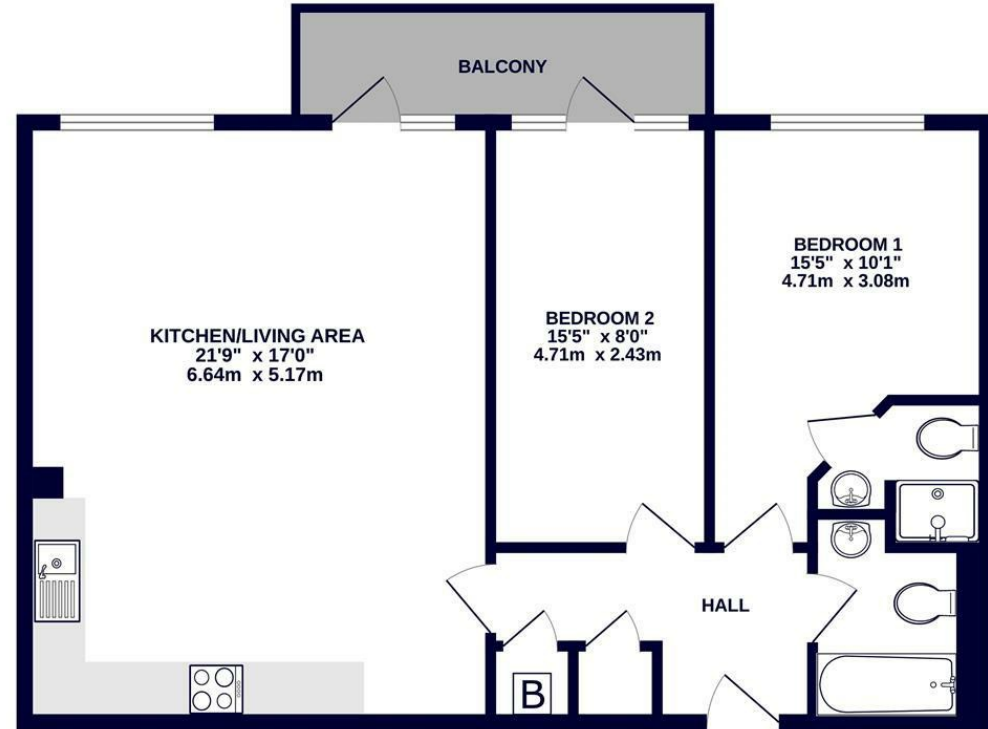 BALCONY
BEDROOM 1
15'5" x 10'1"
4.71m x 3.08m
KITCHEN/LIVING AREA
21'9" x 17'0"
6.64m x 5.17m
BEDROOM 2
15'5" x 8'0"
4.71m x 2.43m
HALL
B